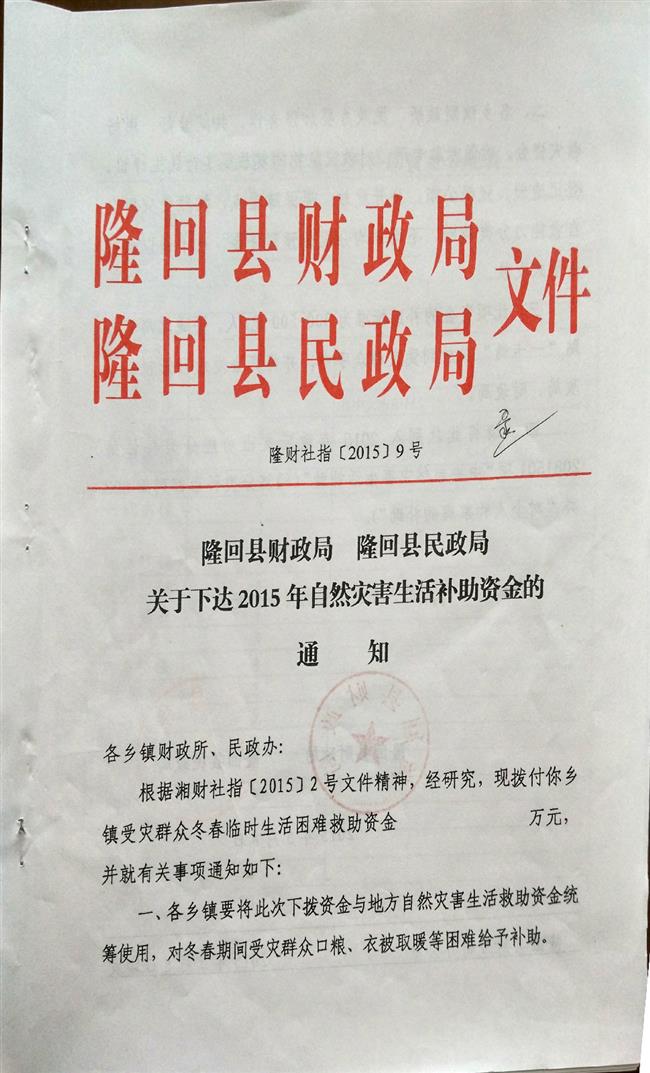 隆回县财政局
隆回县民政局
文件
隆财社指〔2015〕9号
隆回县财政局 隆回县民政局
关于下达2015年自然灾害生活补助资金的
通 知
各乡镇财政所、民政办：
根据湘财社指〔2015〕2号文件精神，经研究，现拨付你乡
镇受灾群众冬春临时生活困难救助资金 万元，
并就有关事项通知如下：
一、各乡镇要将此次下拨资金与地方自然灾害生活救助资金统
筹使用，对冬春期间受灾群众口粮、衣被取暖等困难给予补助。